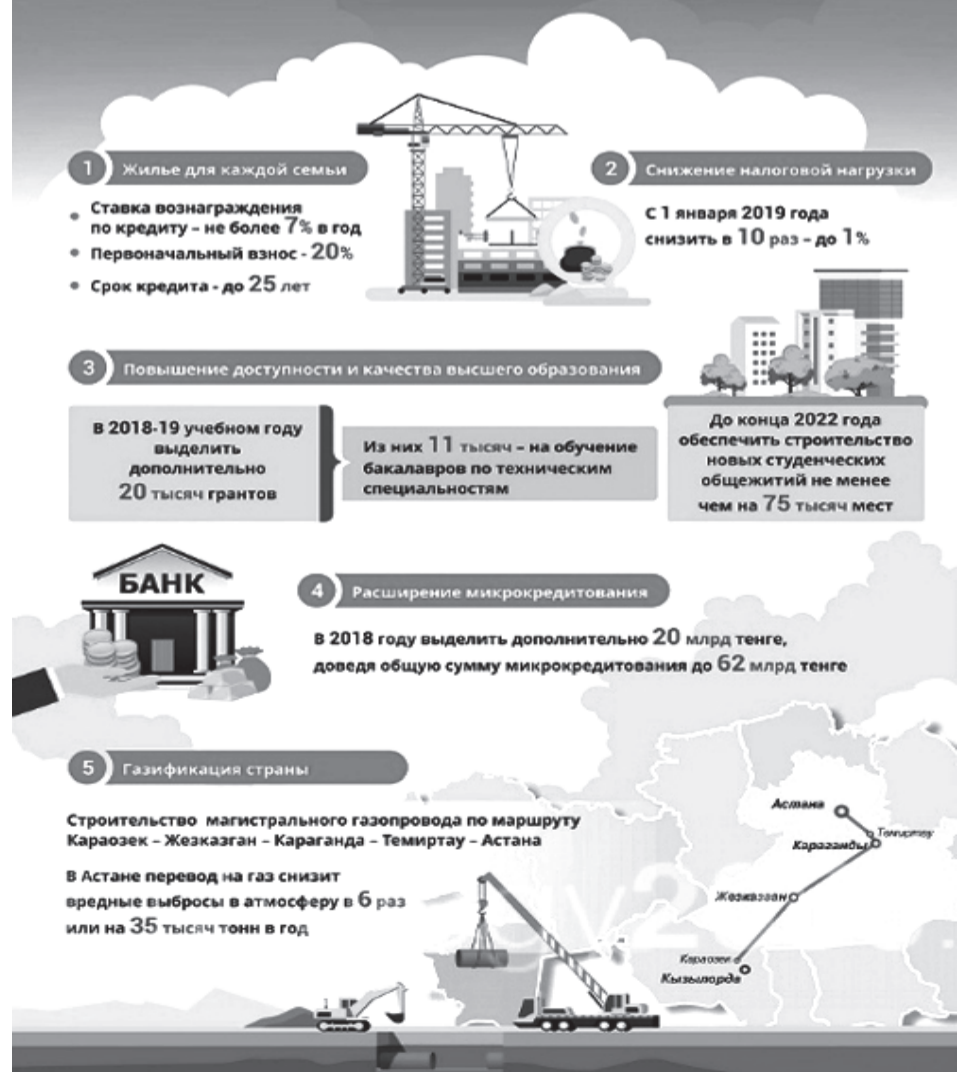 1 Жилье для каждой семьи
Ставка вознаграждения
по кредиту – не более 7% в год
Первоначальный взнос - 20%
Срок кредита - до 25 лет
2 Снижение налоговой нагрузки
С 1 января 2019 года
снизить в 10 раз – до 1%
3 Повышение доступности и качества высшего образования
В 2018-19 учебном году
выделить
дополнительно
20 тысяч грантов
Из них 11 тысяч – на обучение
бакалавров по техническим
специальностям
До конца 2022 года
обеспечить строительство
новых студенческих
общежитий не менее
чем на 75 тысяч мест
БАНК
4 Расширение микрокредитования
В 2018 году выделить дополнительно 20 млрд тенге,
доведя общую сумму микрокредитования до 62 млрд тенге
5 Газификация страны
Строительство магистрального газопровода по маршруту
Караозек – Жезказган – Караганда – Темиртау – Астана
В Астане перевод на газ снизит
вредные выбросы в атмосферу в 6 раз
или на 35 тысяч тонн в год
Астана
Темиртау
Караганды
Жезказган
Караозек
Кызылорда